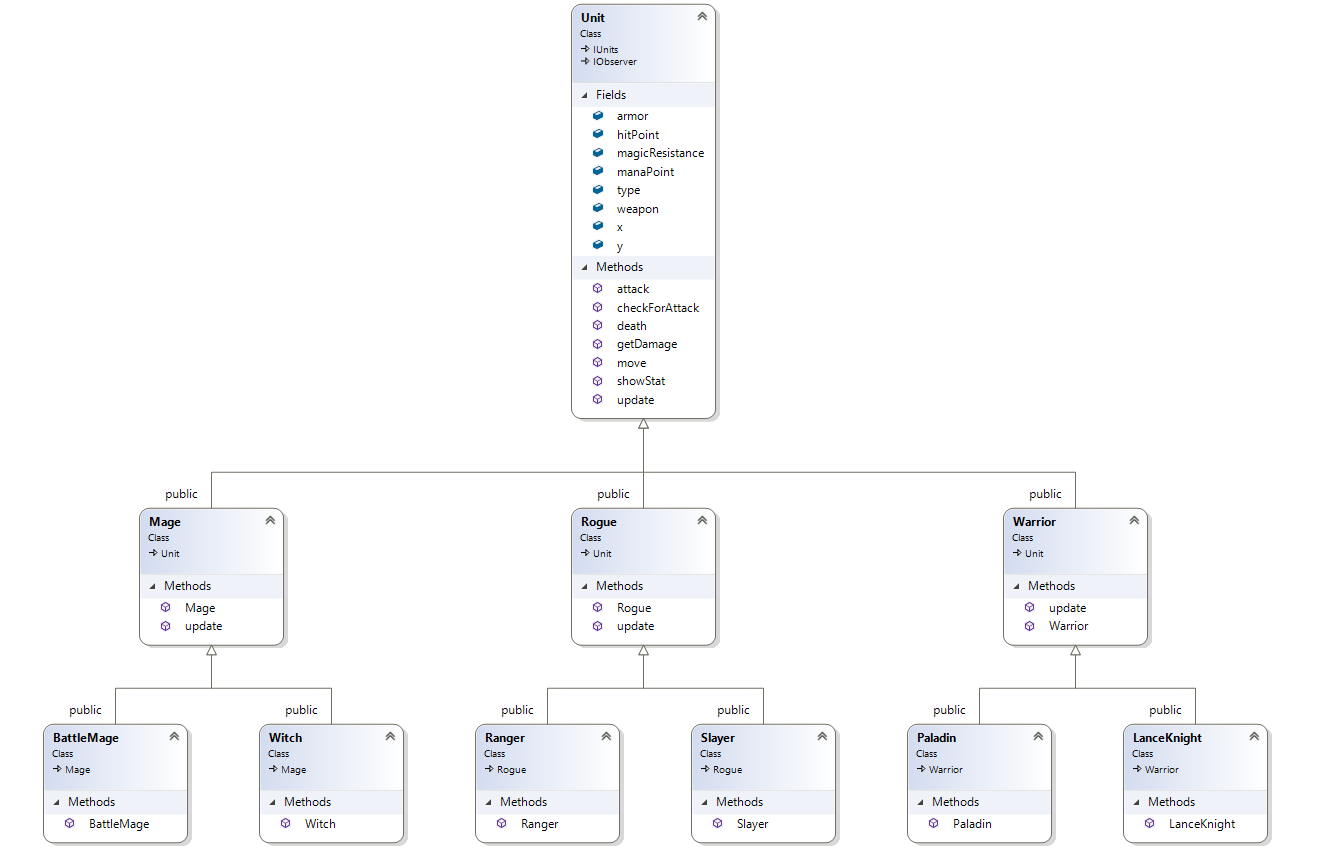 Unit
Class
IUnits
IObserver
Fields
armor
hitPoint
magicResistance
manaPoint
type
weapon
x
y
Methods
attack
checkForAttack
death
getDamage
move
showStat
update
public
Mage
Class
Unit
Methods
Mage
update
public
Rogue
Class
Unit
Methods
Rogue
update
public
Warrior
Class
Unit
Methods
update
Warrior
public
BattleMage
Class
Mage
Methods
BattleMage
public
Witch
Class
Mage
Methods
Witch
public
Ranger
Class
Rogue
Methods
Ranger
public
Slayer
Class
Rogue
Methods
Slayer
public
Paladin
Class
Warrior
Methods
Paladin
public
LanceKnight
Class
Warrior
Methods
LanceKnight